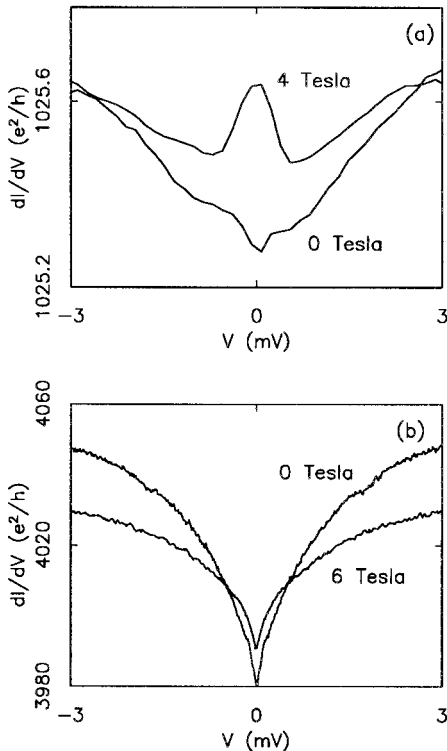 (a)
4 Tesla
0 Tesla
dI/dV (e²/h)
1025.6
1025.2
−3
0
3
V (mV)
(b)
0 Tesla
6 Tesla
dI/dV (e²/h)
4060
4020
3980
−3
0
3
V (mV)